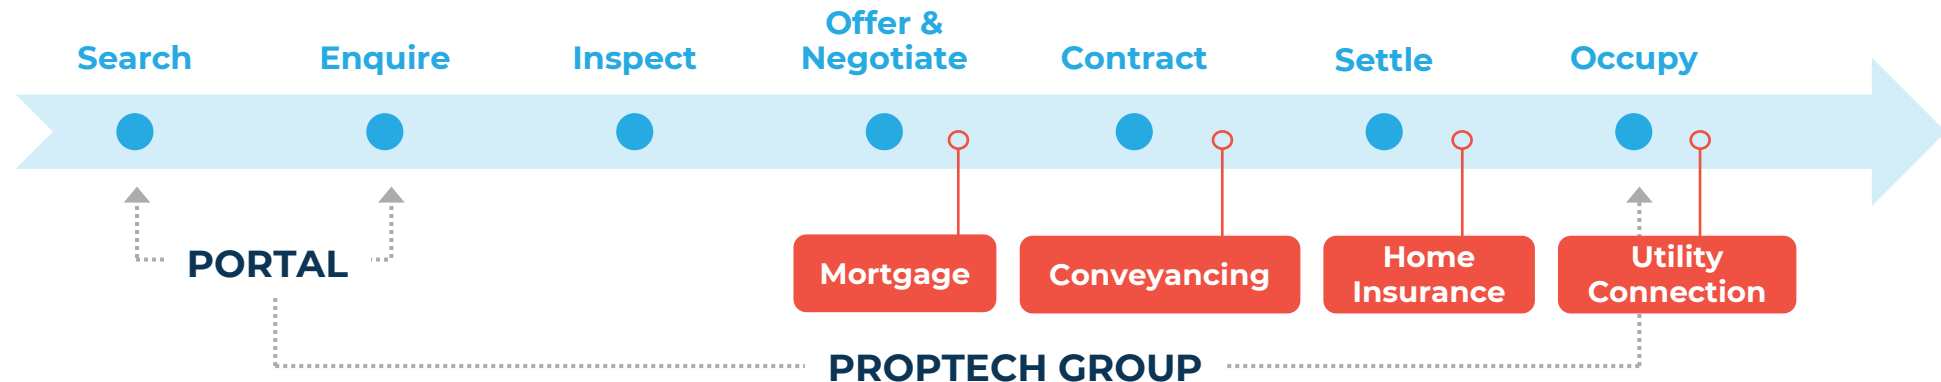 Search
Enquire
Inspect
Offer &
Negotiate
Contract
Settle
Occupy
PORTAL
Mortgage
Conveyancing
Home
Insurance
Utility
Connection
PROPTECH GROUP